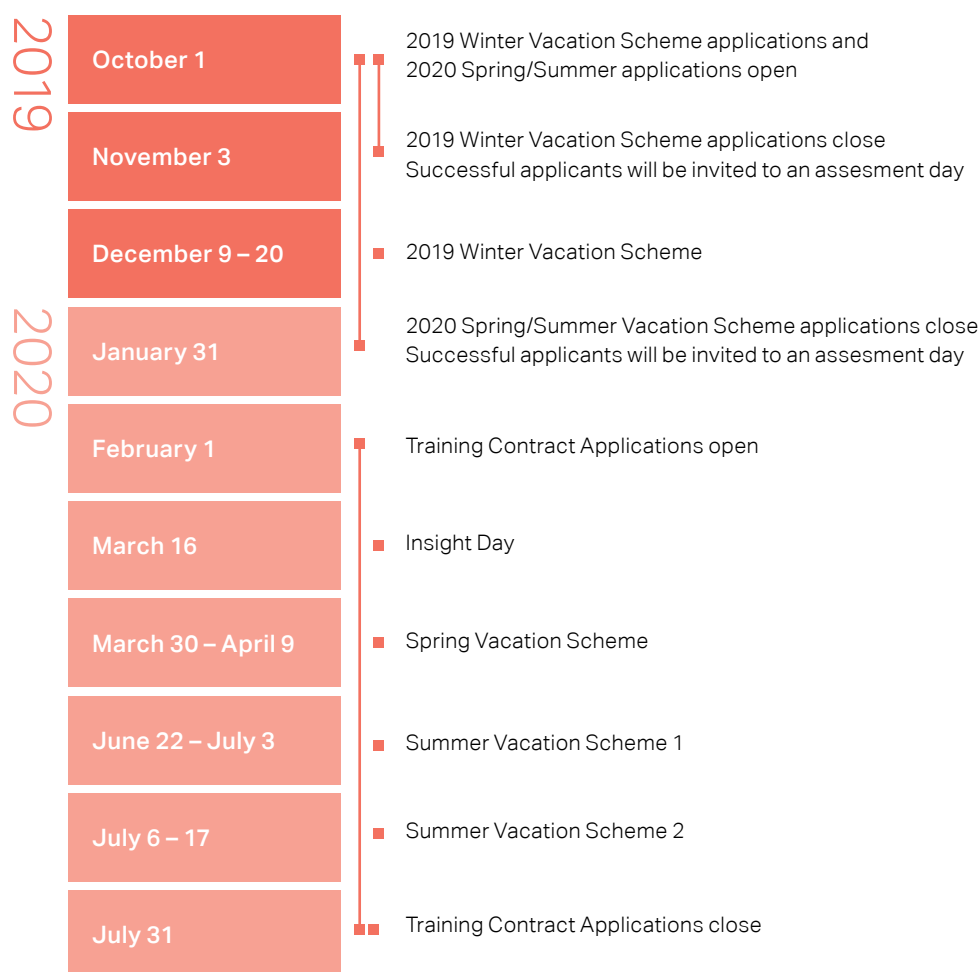 2019
October 1
2019 Winter Vacation Scheme applications and
2020 Spring/Summer applications open
November 3
2019 Winter Vacation Scheme applications close
Successful applicants will be invited to an assesment day
December 9 – 20
2019 Winter Vacation Scheme
2020
January 31
2020 Spring/Summer Vacation Scheme applications close
Successful applicants will be invited to an assesment day
February 1
Training Contract Applications open
March 16
Insight Day
March 30 – April 9
Spring Vacation Scheme
June 22 – July 3
Summer Vacation Scheme 1
July 6 – 17
Summer Vacation Scheme 2
July 31
Training Contract Applications close